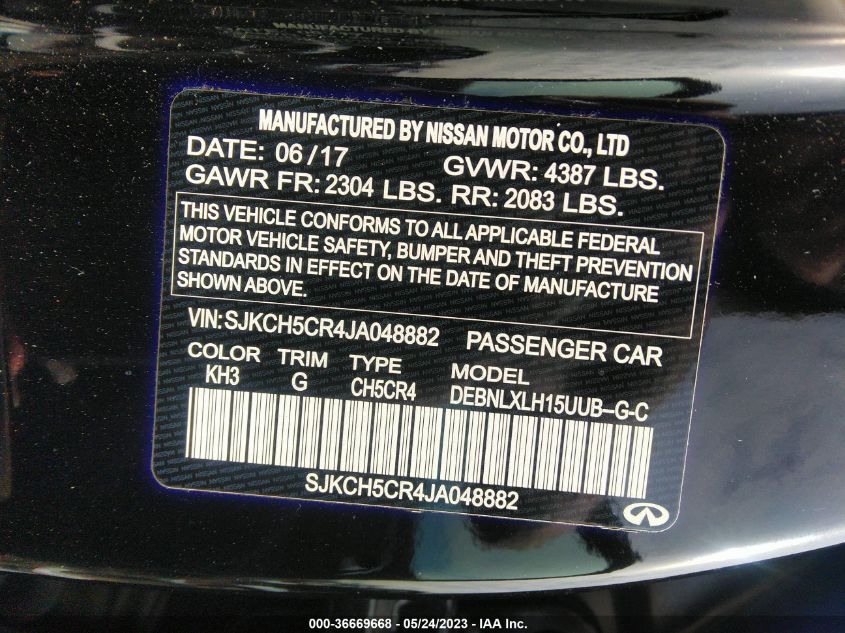 MANUFACTURED BY NISSAN MOTOR CO., LTD
DATE: 06/17 GVWR: 4387 LBS.
GAWR FR: 2304 LBS. RR: 2083 LBS.
THIS VEHICLE CONFORMS TO ALL APPLICABLE FEDERAL
MOTOR VEHICLE SAFETY, BUMPER AND THEFT PREVENTION
STANDARDS IN EFFECT ON THE DATE OF MANUFACTURE
SHOWN ABOVE.
VIN: SJKCH5CR4JA048882 PASSENGER CAR
COLOR TRIM TYPE MODEL
KH3 G CH5CR4 DEBNLXLH15UUB-G-C
SJKCH5CR4JA048882
000-36669668 - 05/24/2023 - IAA Inc.